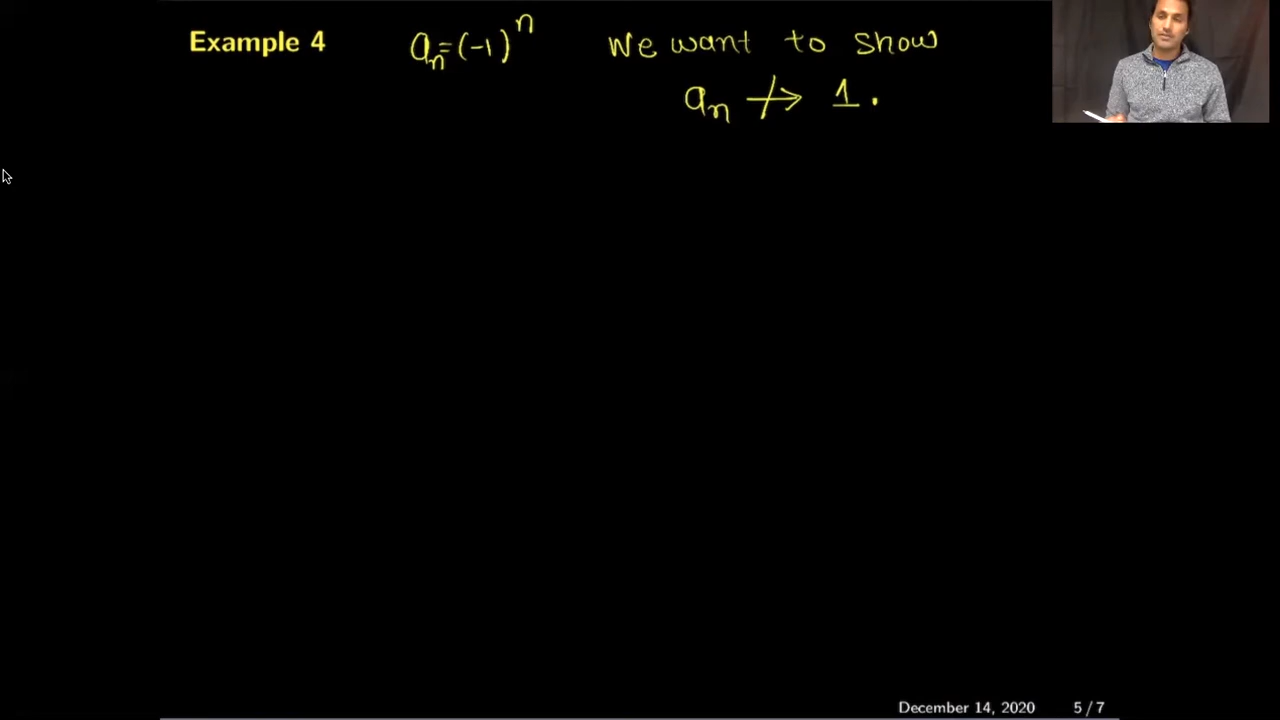 Example 4 aₙ=(-1)ⁿ We want to show
aₙ ↛ 1.
December 14, 2020 5 / 7